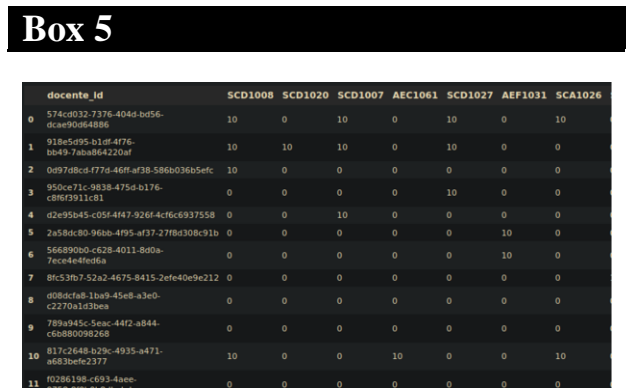 Box 5
docente_id SCD1008 SCD1020 SCD1007 AEC1061 SCD1027 AEF1031 SCA1026
0 574cd032-7376-404d-bd56-dcae90d64886 10 0 10 0 10 0 10
1 918e5d95-b1df-4f76-bb49-7aba864220af 10 10 10 0 10 0 0
2 0d97d8cd-f77d-46ff-af38-586b036b5efc 10 0 0 0 0 0 0
3 950ce71c-9838-475d-b176-c8f6f3911c81 0 0 0 0 10 0 0
4 d2e95b45-c05f-4f47-926f-4cf6c6937558 0 0 10 0 0 0 0
5 2a58dc80-96bb-4f95-af37-27f8d308c91b 0 0 0 0 0 10 0
6 566890b0-c628-4011-8d0a-7ece4e4fed6a 0 0 0 0 0 10 0
7 8fc53fb7-52a2-4675-8415-2efe40e9e212 0 0 0 0 0 0 0
8 d08dcfa8-1ba9-45e8-a3e0-c2270a1d3bea 0 0 0 0 0 0 0
9 789a945c-5eac-44f2-a844-c6b880098268 0 0 0 0 0 0 0
10 817c2648-b29c-4935-a471-a683befe2377 10 0 0 10 0 0 10
11 f0286198-c693-4aee- 0 0 0 0 0 0 0